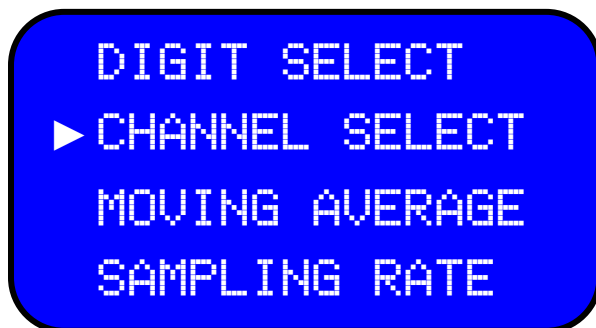 DIGIT SELECT
►CHANNEL SELECT
MOVING AVERAGE
SAMPLING RATE